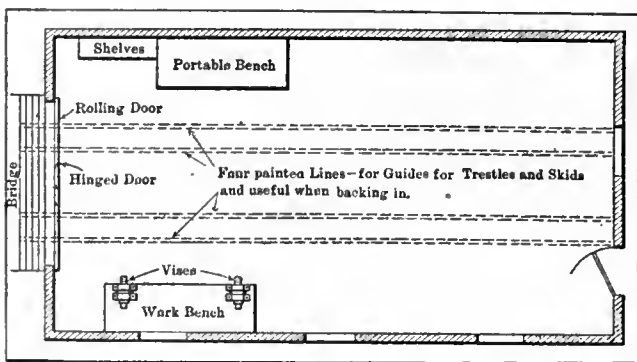 Shelves
Portable Bench
Rolling Door
Hinged Door
Bridge
Four painted Lines—for Guides for Trestles and Skids
and useful when backing in.
Vises
Work Bench